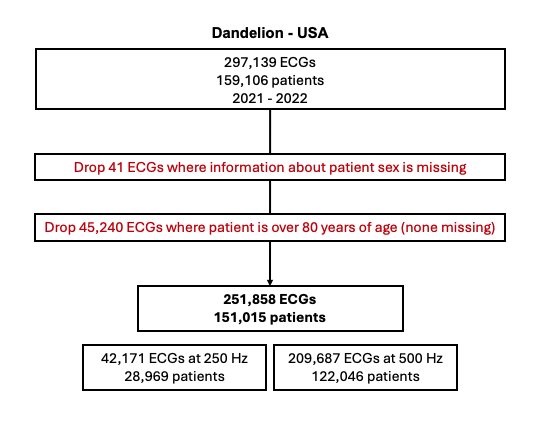 Dandelion - USA
297,139 ECGs
159,106 patients
2021 - 2022
Drop 41 ECGs where information about patient sex is missing
Drop 45,240 ECGs where patient is over 80 years of age (none missing)
251,858 ECGs
151,015 patients
42,171 ECGs at 250 Hz
28,969 patients
209,687 ECGs at 500 Hz
122,046 patients